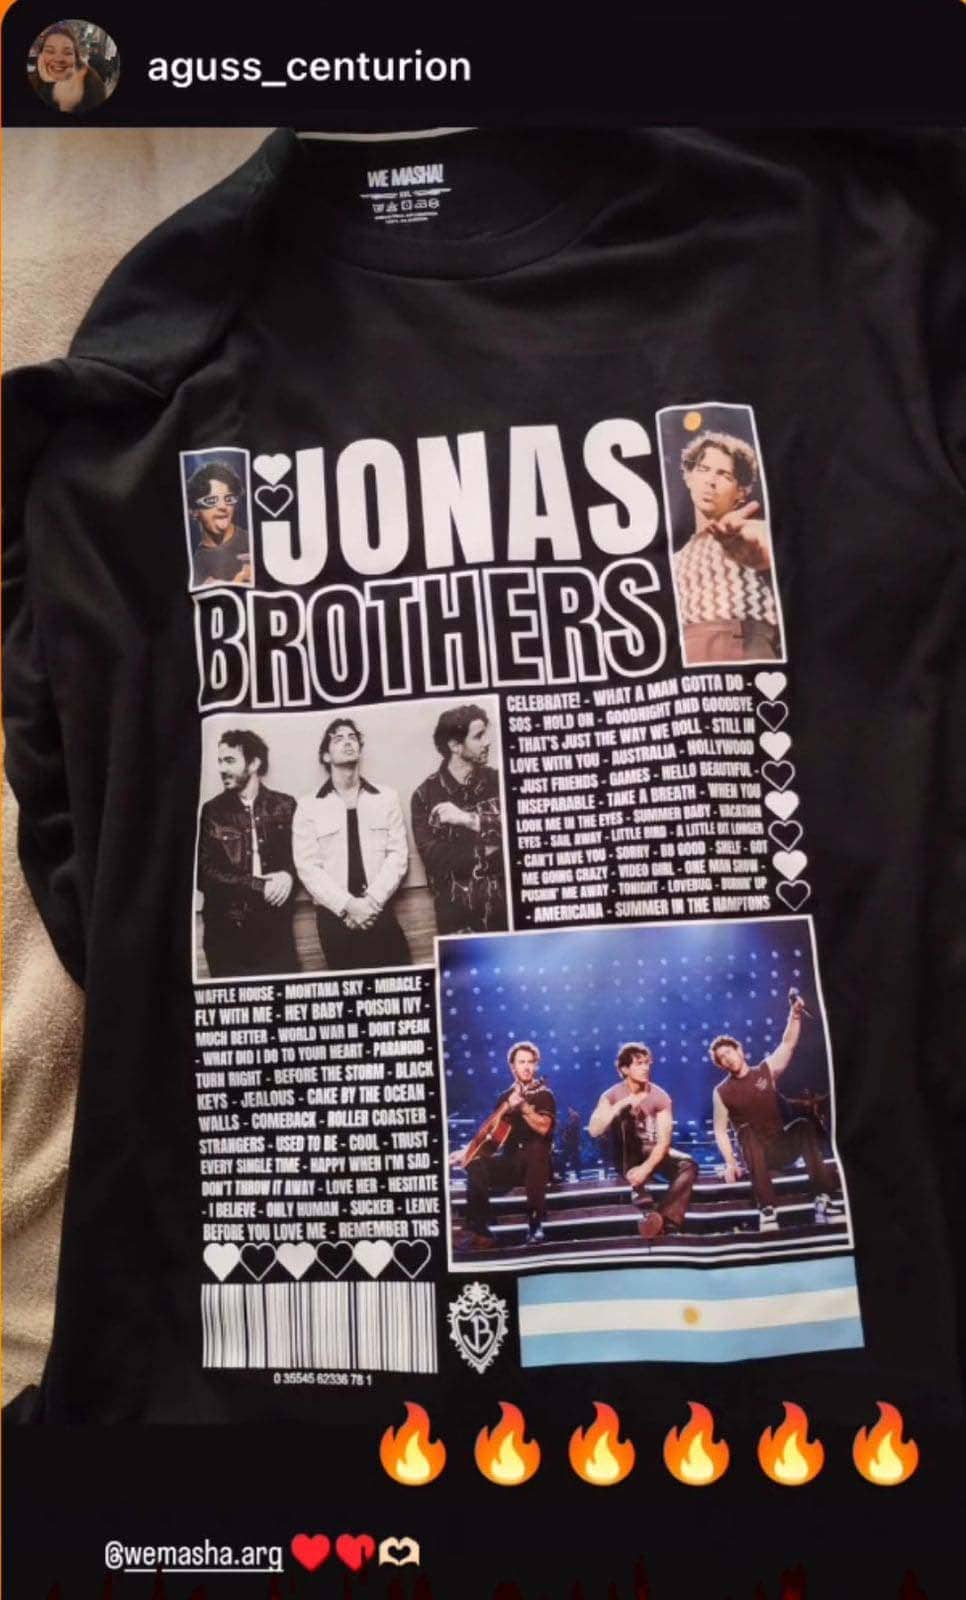 aguss_centurion
WE MASHA!
XXL
JONAS
BROTHERS
CELEBRATE! - WHAT A MAN GOTTA DO -
SOS - HOLD ON - GOODNIGHT AND GOODBYE
- THAT'S JUST THE WAY WE ROLL - STILL IN
LOVE WITH YOU - AUSTRALIA - HOLLYWOOD
- JUST FRIENDS - GAMES - HELLO BEAUTIFUL -
INSEPARABLE - TAKE A BREATH - WHEN YOU
LOOK ME IN THE EYES - SUMMER BABY - VACATION
EYES - SAIL AWAY - LITTLE BIRD - A LITTLE BIT LONGER
- CAN'T HAVE YOU - SORRY - BB GOOD - SHELF - GOT
ME GOING CRAZY - VIDEO GIRL - ONE MAN SHOW -
PUSHIN' ME AWAY - TONIGHT - LOVEBUG - BURNIN' UP
- AMERICANA - SUMMER IN THE HAMPTONS
WAFFLE HOUSE - MONTANA SKY - MIRACLE -
FLY WITH ME - HEY BABY - POISON IVY -
MUCH BETTER - WORLD WAR III - DONT SPEAK
- WHAT DID I DO TO YOUR HEART - PARANOID -
TURN RIGHT - BEFORE THE STORM - BLACK
KEYS - JEALOUS - CAKE BY THE OCEAN -
WALLS - COMEBACK - ROLLER COASTER -
STRANGERS - USED TO BE - COOL - TRUST -
EVERY SINGLE TIME - HAPPY WHEN I'M SAD -
DON'T THROW IT AWAY - LOVE HER - HESITATE
- I BELIEVE - ONLY HUMAN - SUCKER - LEAVE
BEFORE YOU LOVE ME - REMEMBER THIS
0 35545 62336 78 1
JB
@wemasha.arg